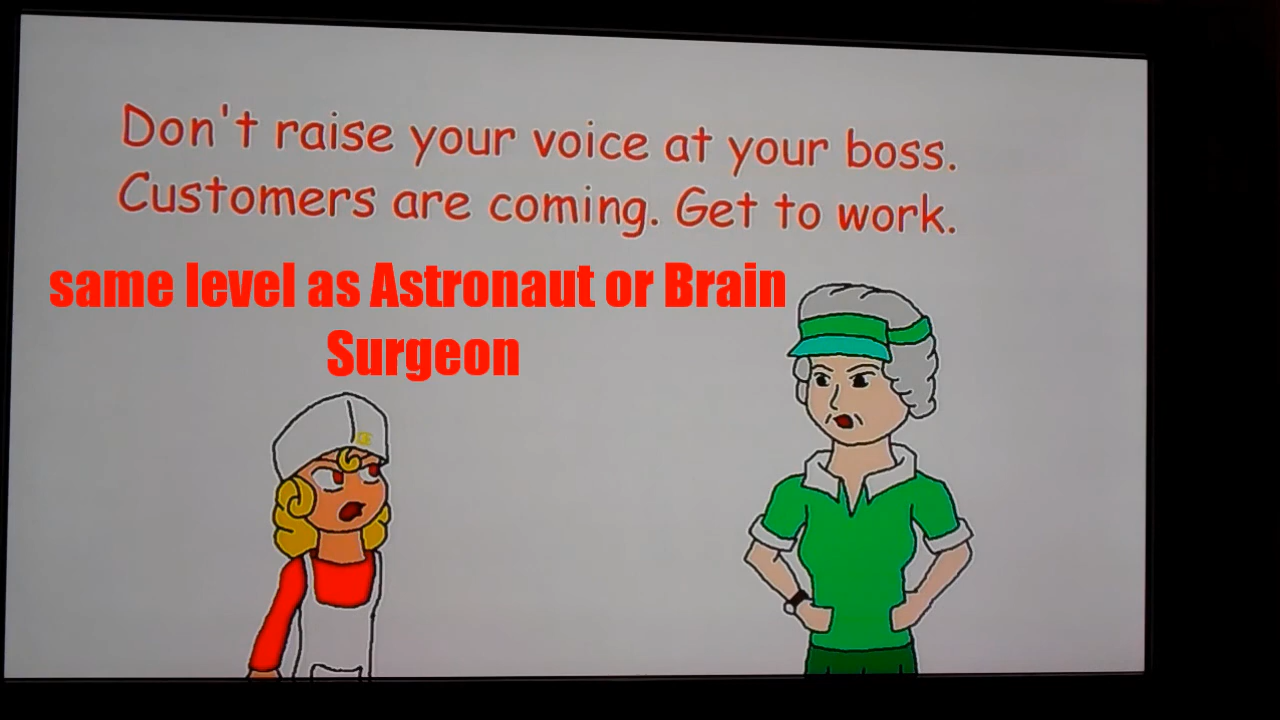 Don't raise your voice at your boss.
Customers are coming. Get to work.
same level as Astronaut or Brain
Surgeon